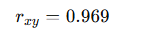 r_{xy} = 0.969